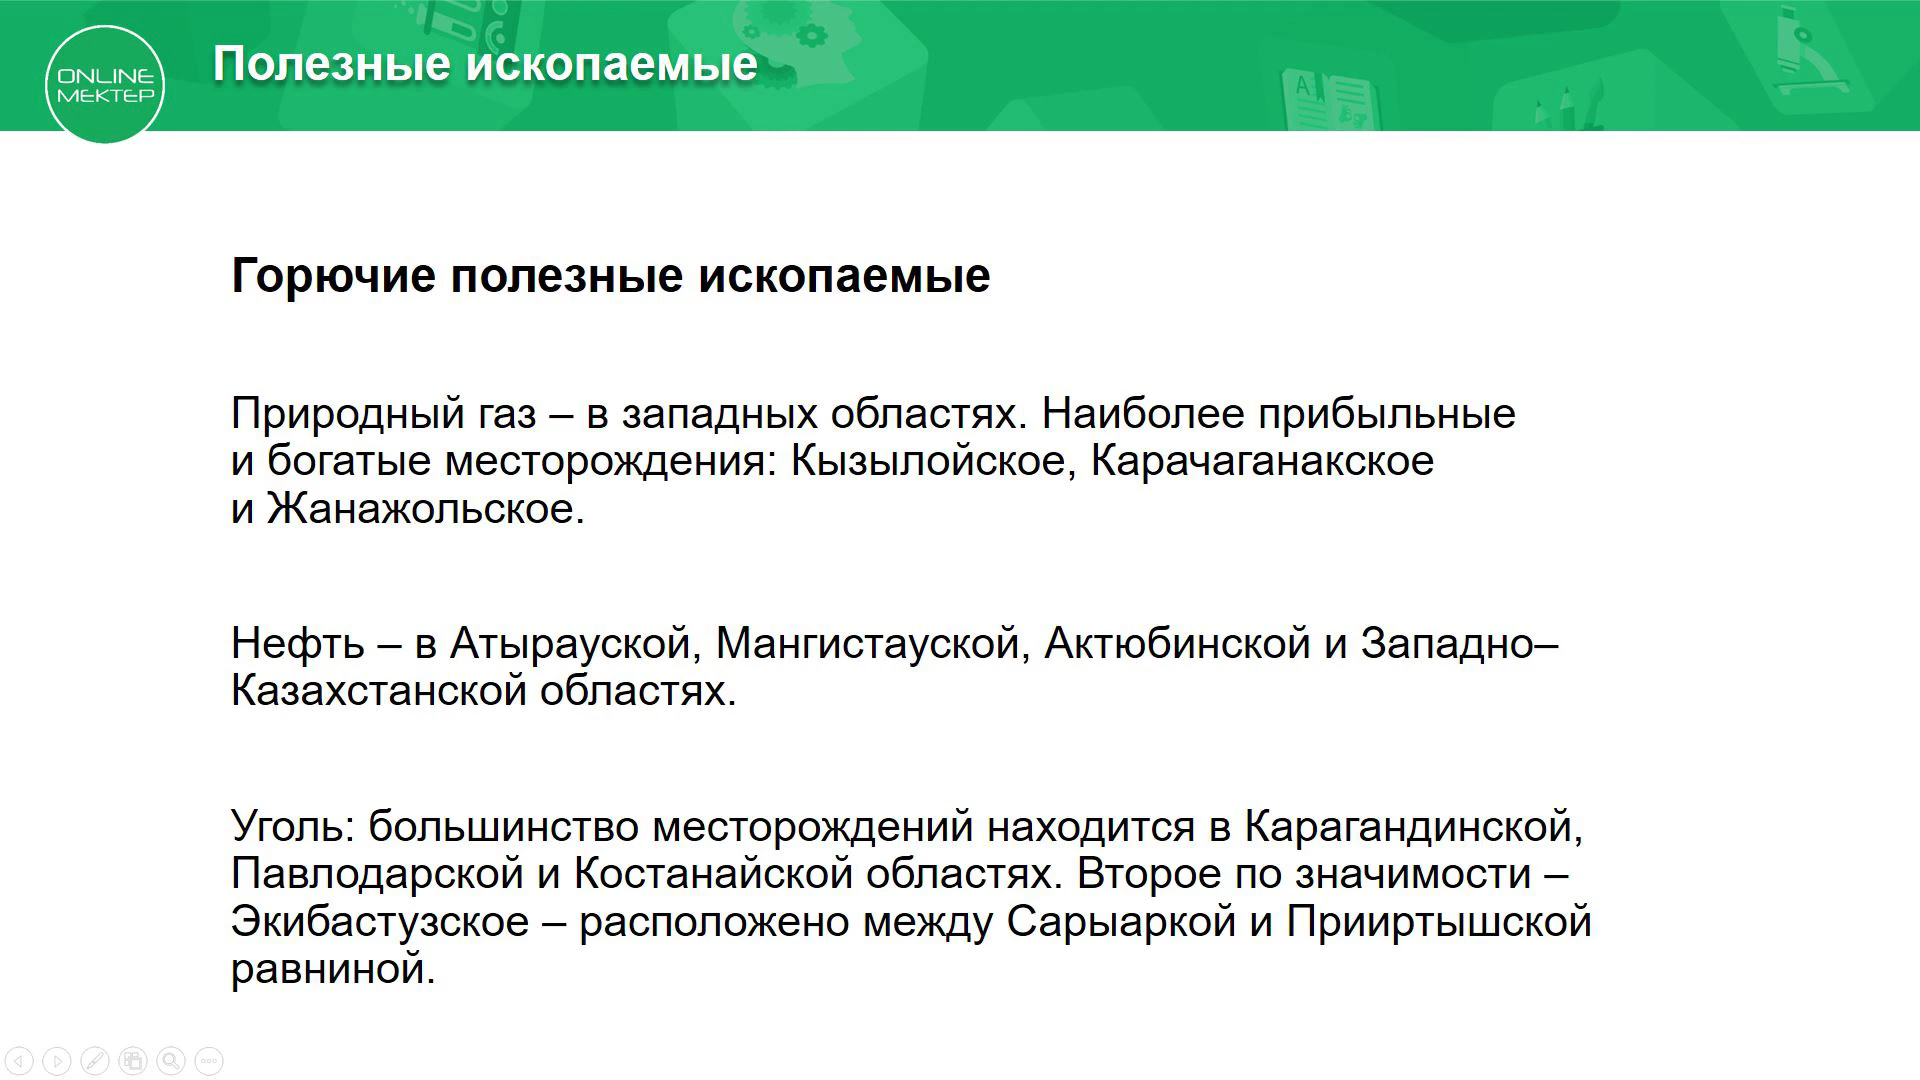 ONLINE
MEKTEP
Полезные ископаемые
A
Горючие полезные ископаемые
Природный газ – в западных областях. Наиболее прибыльные
и богатые месторождения: Кызылойское, Карачаганакское
и Жанажольское.
Нефть – в Атырауской, Мангистауской, Актюбинской и Западно–
Казахстанской областях.
Уголь: большинство месторождений находится в Карагандинской,
Павлодарской и Костанайской областях. Второе по значимости –
Экибастузское – расположено между Сарыаркой и Прииртышской
равниной.